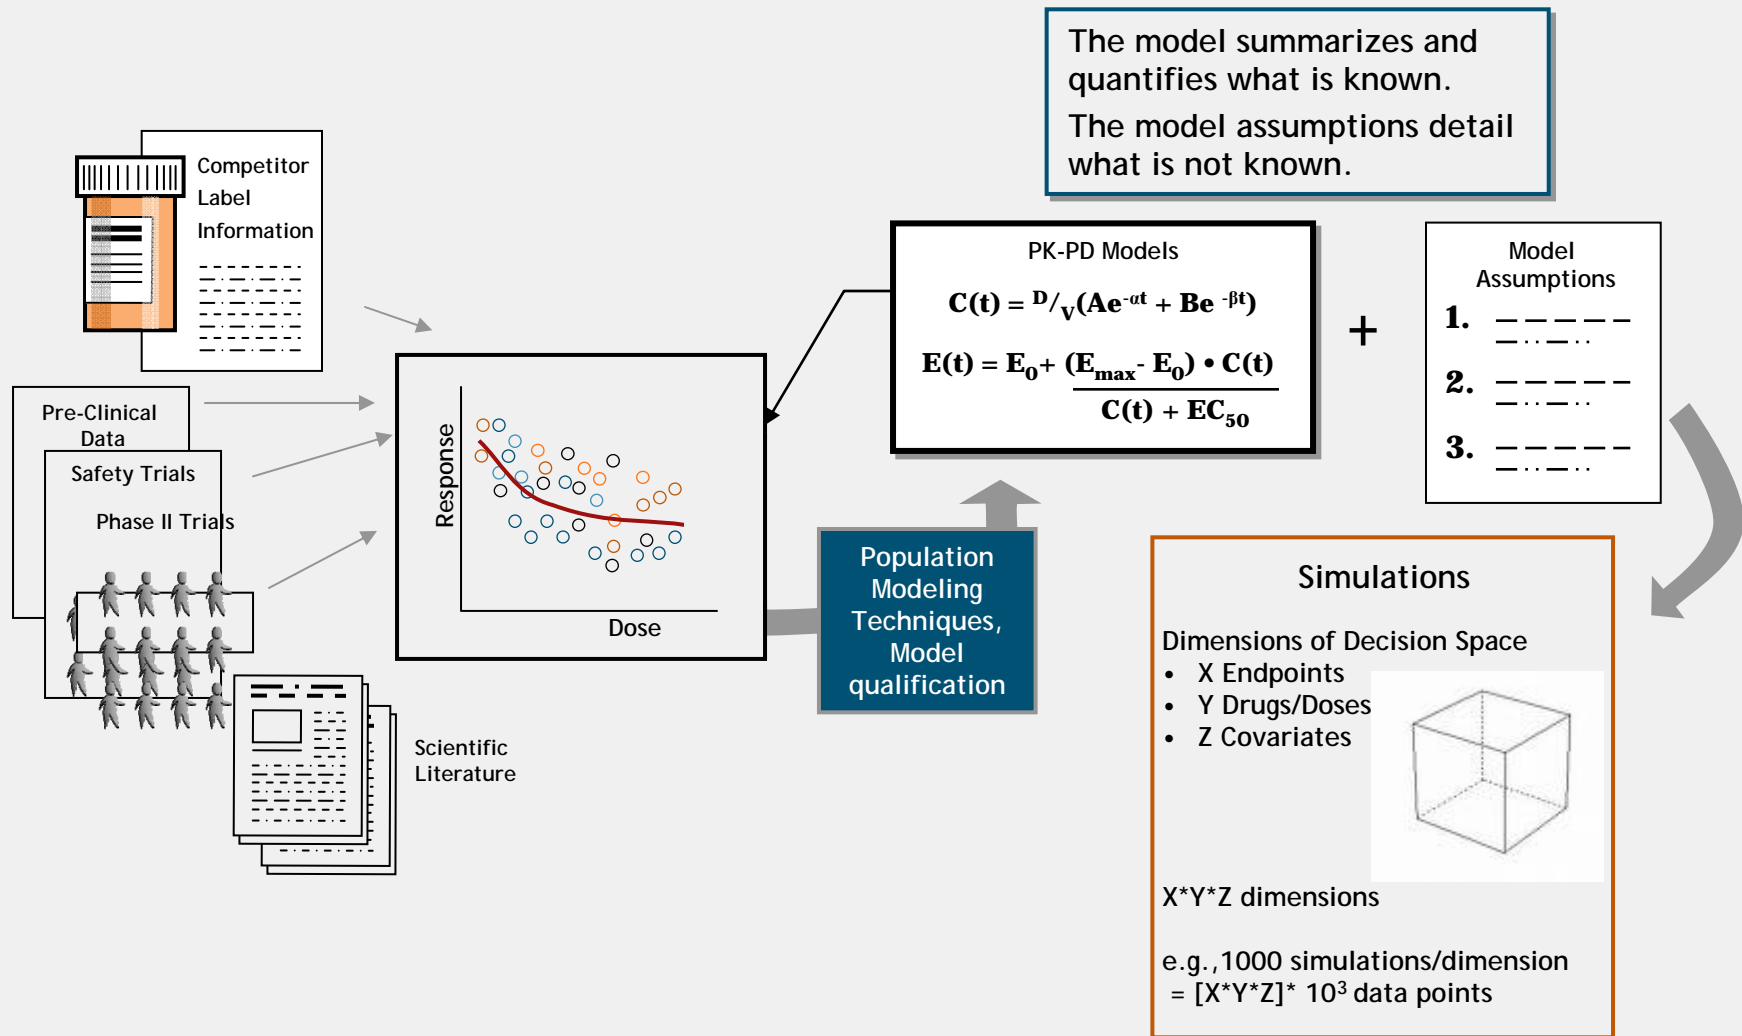 The model summarizes and
quantifies what is known.
The model assumptions detail
what is not known.
Competitor
Label
Information
Pre-Clinical
Data
Safety Trials
Phase II Trials
Scientific
Literature
Response
Dose
Population
Modeling
Techniques,
Model
qualification
PK-PD Models
C(t) = D/V(Ae-αt + Be -βt)
E(t) = E0+ (Emax- E0) • C(t)
C(t) + EC50
+
Model
Assumptions
1.
2.
3.
Simulations
Dimensions of Decision Space
• X Endpoints
• Y Drugs/Doses
• Z Covariates
X*Y*Z dimensions
e.g.,1000 simulations/dimension
= [X*Y*Z]* 10³ data points